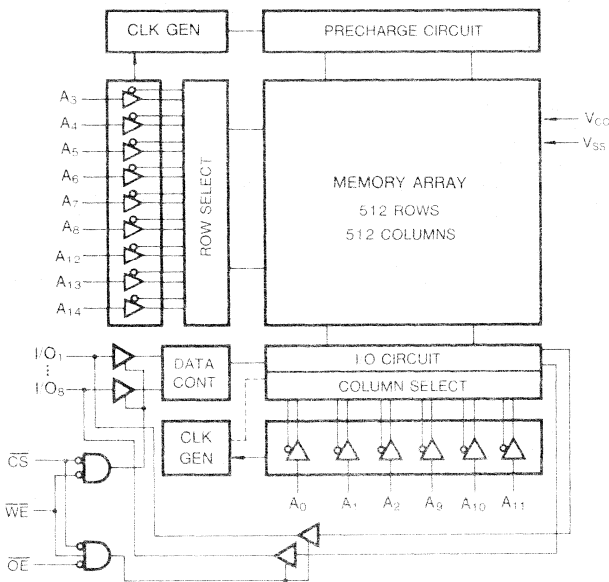 CLK GEN
PRECHARGE CIRCUIT
A3
A4
A5
A6
A7
A8
A12
A13
A14
ROW SELECT
MEMORY ARRAY
512 ROWS
512 COLUMNS
VCC
VSS
I/O1
I/O8
DATA
CONT
I/O CIRCUIT
COLUMN SELECT
CLK
GEN
A0
A1
A2
A9
A10
A11
CS
WE
OE